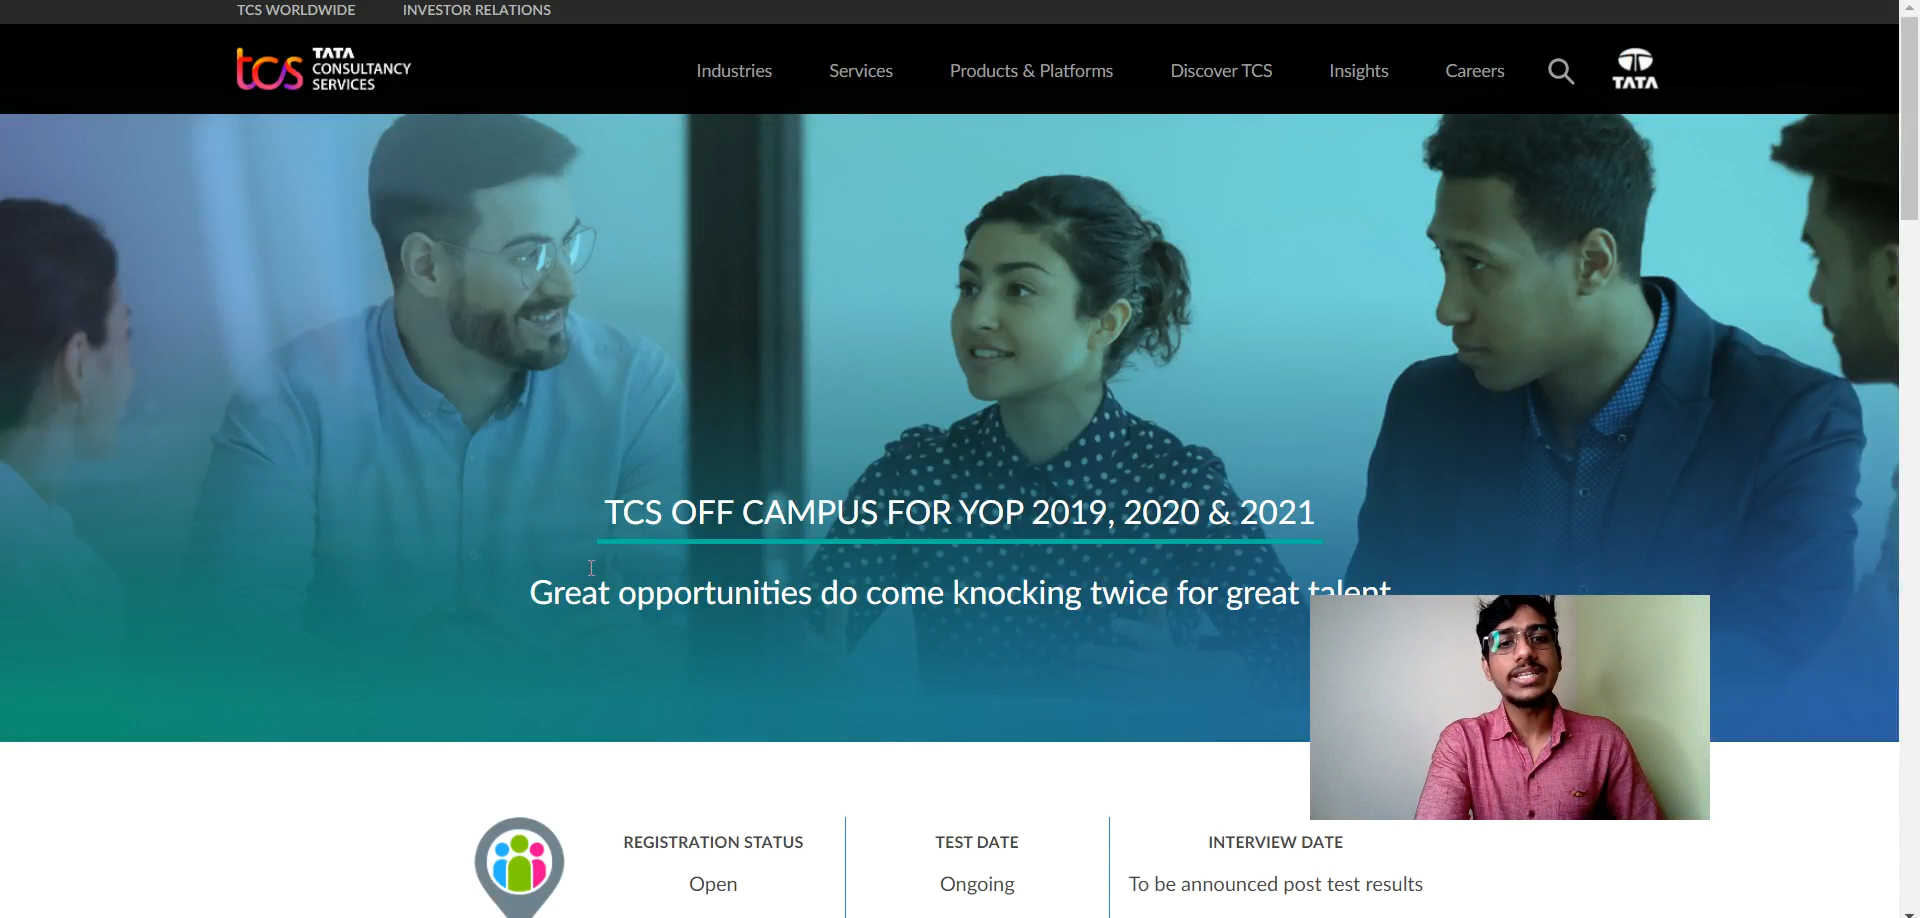 TCS WORLDWIDE
INVESTOR RELATIONS
tcs TATA
CONSULTANCY
SERVICES
Industries
Services
Products & Platforms
Discover TCS
Insights
Careers
TATA
TCS OFF CAMPUS FOR YOP 2019, 2020 & 2021
Great opportunities do come knocking twice for great talent
REGISTRATION STATUS
Open
TEST DATE
Ongoing
INTERVIEW DATE
To be announced post test results